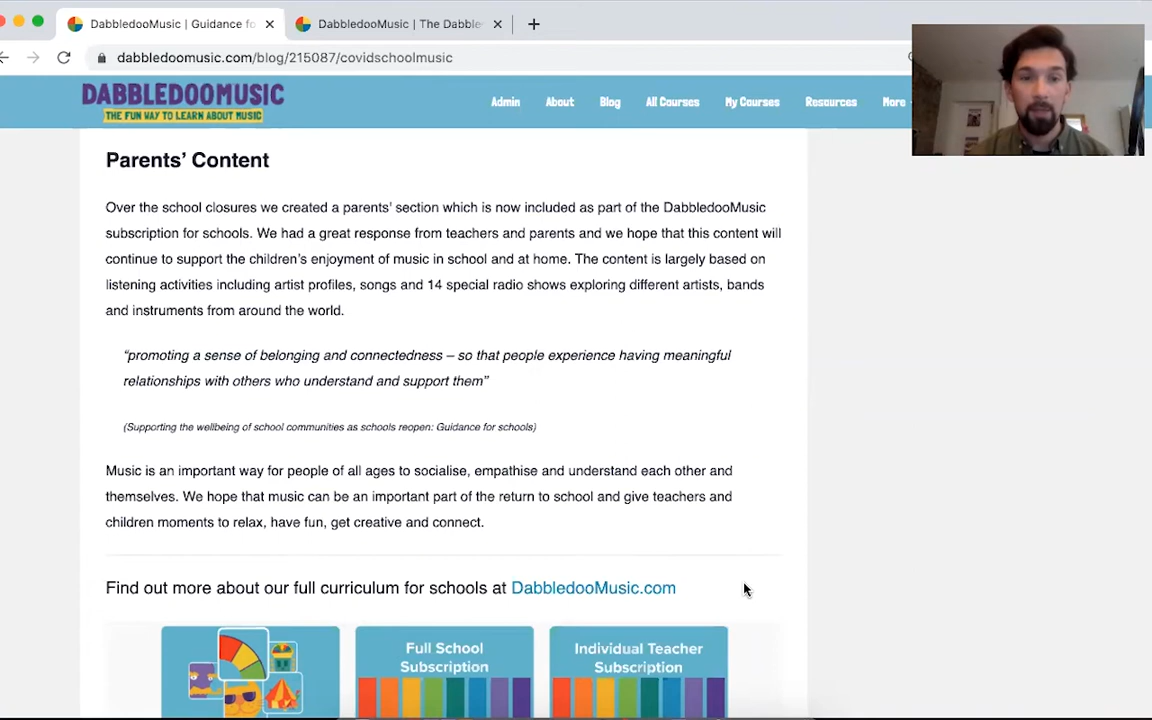 DabbledooMusic | Guidance fo
DabbledooMusic | The Dabble
dabbledoomusic.com/blog/215087/covidschoolmusic
DABBLEDOOMUSIC
THE FUN WAY TO LEARN ABOUT MUSIC
Admin About Blog All Courses My Courses Resources More
Parents’ Content
Over the school closures we created a parents’ section which is now included as part of the DabbledooMusic
subscription for schools. We had a great response from teachers and parents and we hope that this content will
continue to support the children’s enjoyment of music in school and at home. The content is largely based on
listening activities including artist profiles, songs and 14 special radio shows exploring different artists, bands
and instruments from around the world.
“promoting a sense of belonging and connectedness – so that people experience having meaningful
relationships with others who understand and support them”
(Supporting the wellbeing of school communities as schools reopen: Guidance for schools)
Music is an important way for people of all ages to socialise, empathise and understand each other and
themselves. We hope that music can be an important part of the return to school and give teachers and
children moments to relax, have fun, get creative and connect.
Find out more about our full curriculum for schools at DabbledooMusic.com
Full School
Subscription
Individual Teacher
Subscription